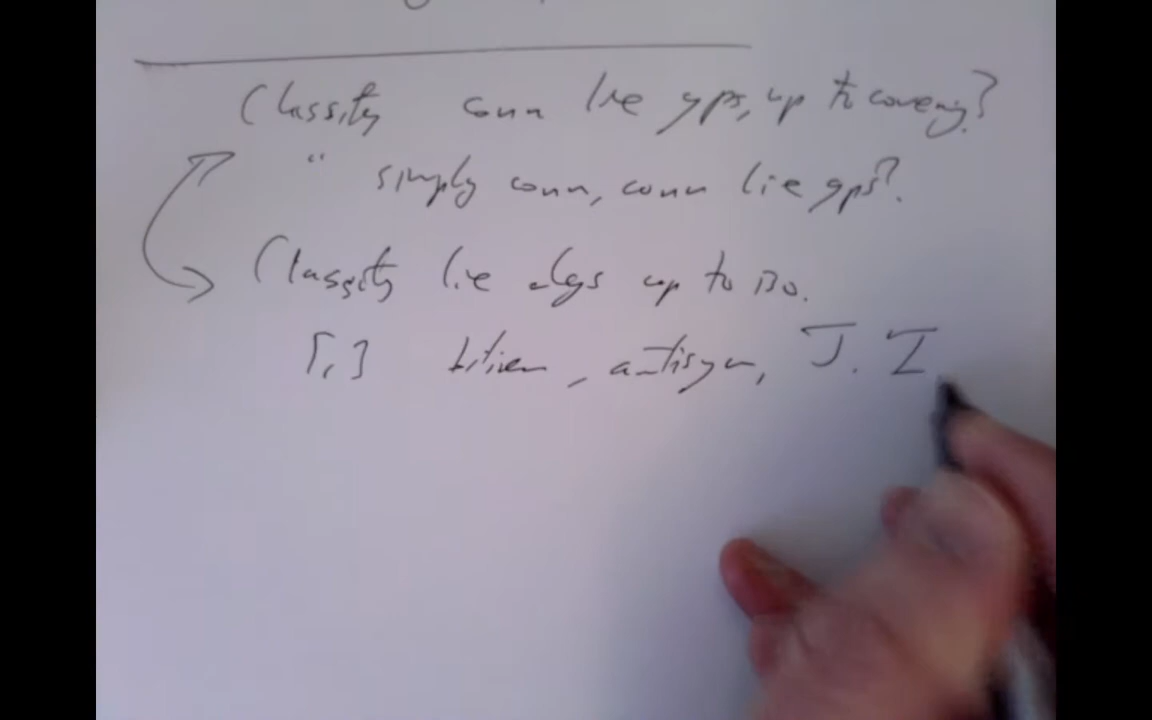 Classify conn lie gps, up to covering?
" simply conn, conn lie gps?
Classify lie algs up to iso.
[,] bilinear, antisym, J. I.